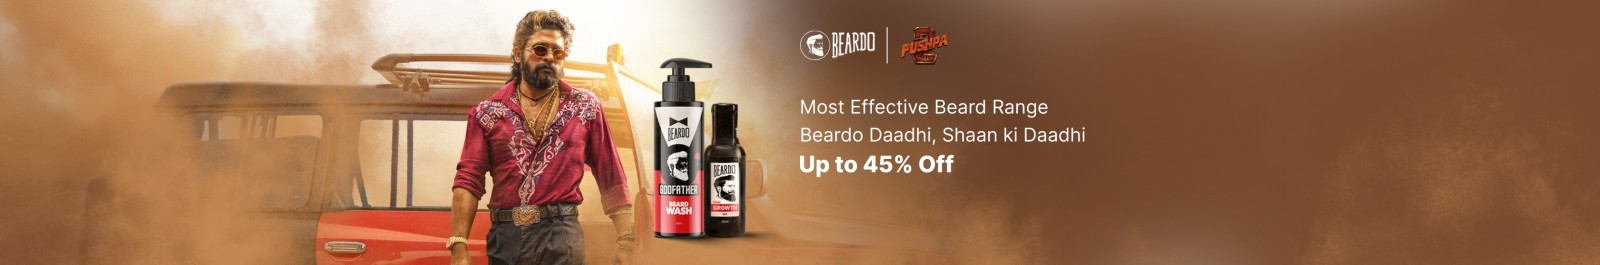 BEARDO
PUSHPA
Most Effective Beard Range
Beardo Daadhi, Shaan ki Daadhi
Up to 45% Off
BEARDO
GODFATHER
BEARD
WASH
BEARDO
GROWTH